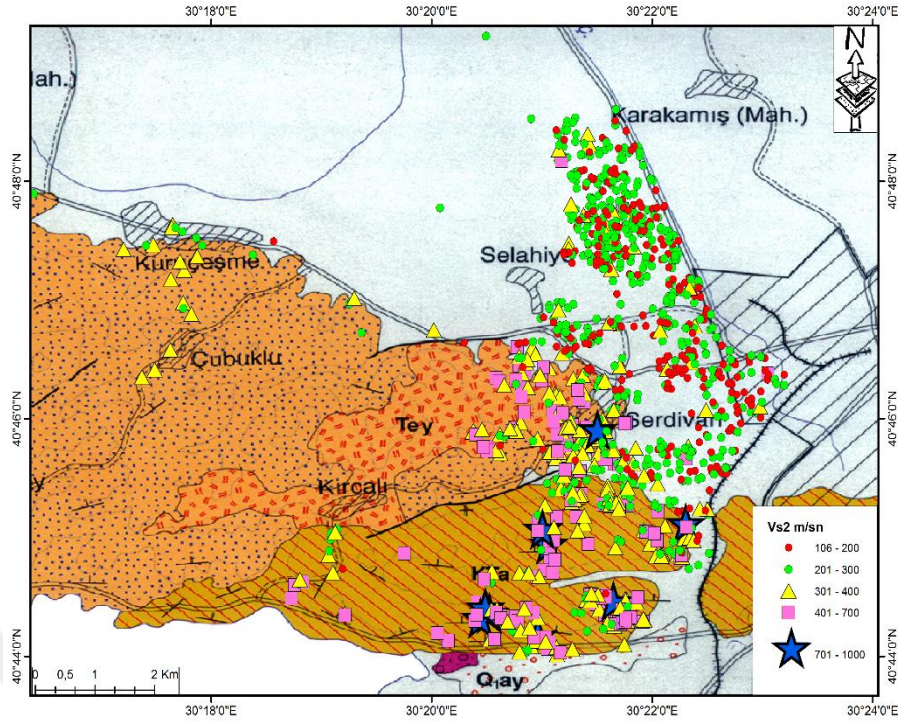 30°18'0"E 30°20'0"E 30°22'0"E 30°24'0"E
N
lah.)
Karakamış (Mah.)
40°48'0"N 40°48'0"N
Selahiye
Kuruçeşme
Çubuklu
40°46'0"N 40°46'0"N
Tey
Serdivan
Kırcalı
Vs2 m/sn
106 - 200
201 - 300
301 - 400
401 - 700
701 - 1000
40°44'0"N 40°44'0"N
Q₁ay
0 0,5 1 2 Km
30°18'0"E 30°20'0"E 30°22'0"E 30°24'0"E